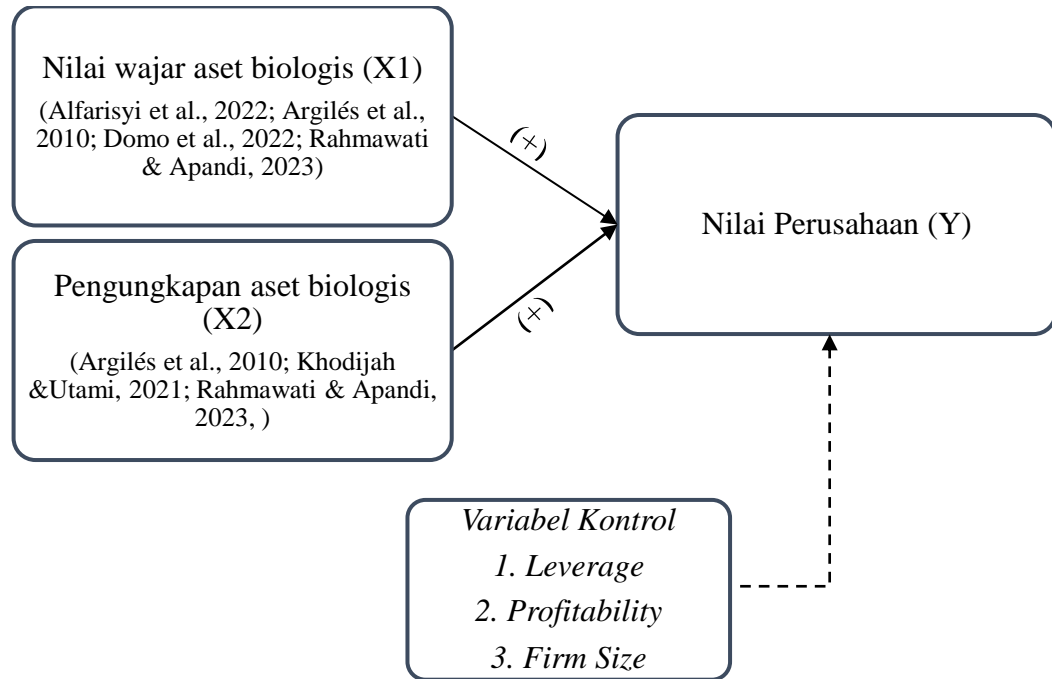 Nilai wajar aset biologis (X1)
(Alfarisyi et al., 2022; Argilés et al.,
2010; Domo et al., 2022; Rahmawati
& Apandi, 2023)
(+)
Nilai Perusahaan (Y)
Pengungkapan aset biologis
(X2)
(Argilés et al., 2010; Khodijah
&Utami, 2021; Rahmawati & Apandi,
2023, )
(+)
Variabel Kontrol
1. Leverage
2. Profitability
3. Firm Size